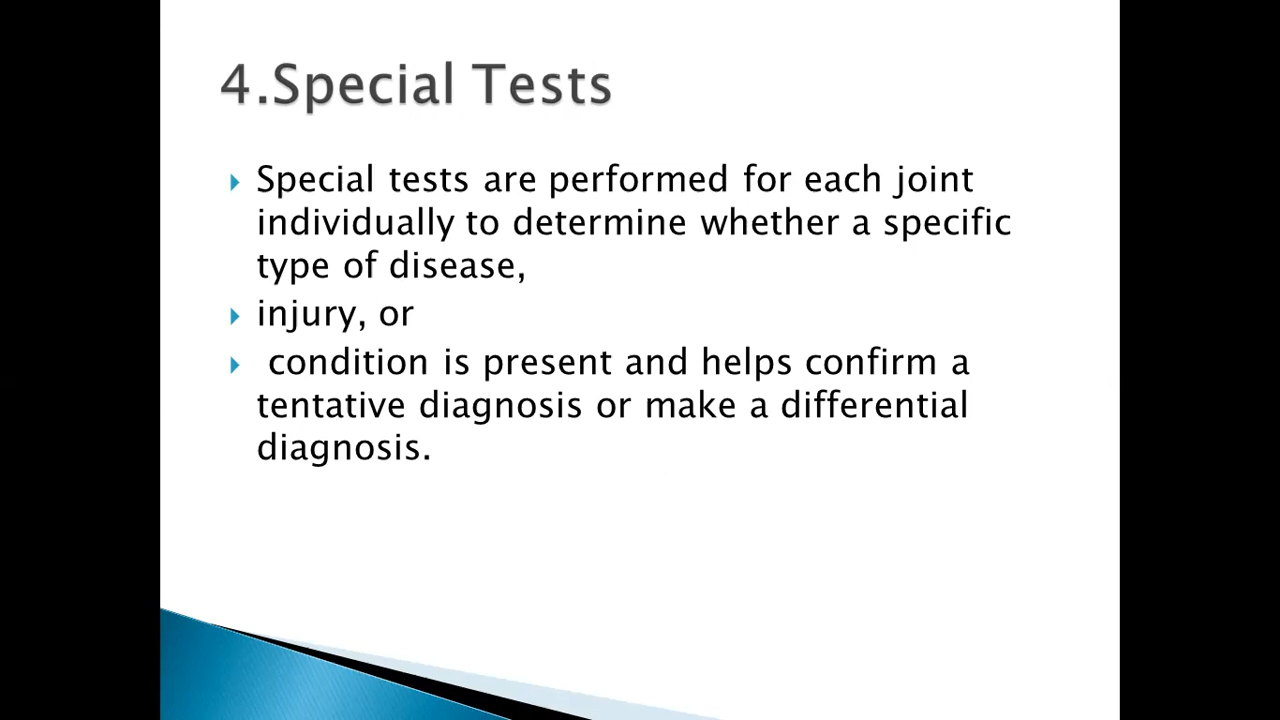 4.Special Tests
Special tests are performed for each joint
individually to determine whether a specific
type of disease,
injury, or
condition is present and helps confirm a
tentative diagnosis or make a differential
diagnosis.